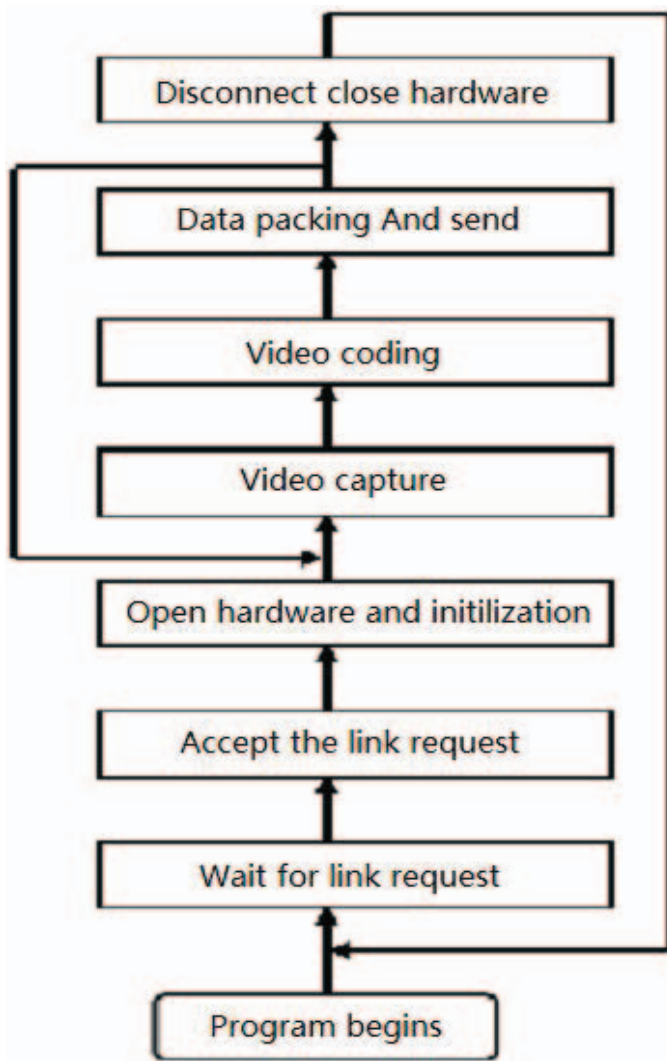 Disconnect close hardware
Data packing And send
Video coding
Video capture
Open hardware and initilization
Accept the link request
Wait for link request
Program begins